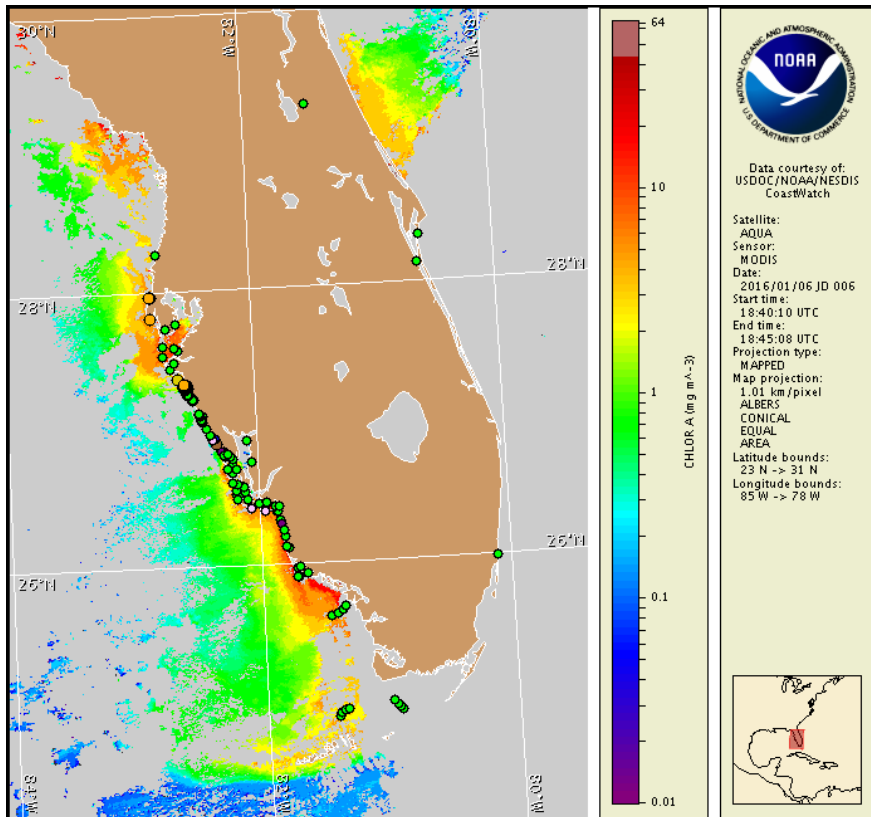 30°N
82°W
80°W
28°N
28°N
26°N
26°N
84°W
82°W
80°W
64
10
1
0.1
0.01
CHLOR A (mg m^-3)
NATIONAL OCEANIC AND ATMOSPHERIC ADMINISTRATION
NOAA
U.S. DEPARTMENT OF COMMERCE
Data courtesy of:
USDOC/NOAA/NESDIS
CoastWatch
Satellite:
AQUA
Sensor:
MODIS
Date:
2016/01/06 JD 006
Start time:
18:40:10 UTC
End time:
18:45:08 UTC
Projection type:
MAPPED
Map projection:
1.01 km/pixel
ALBERS
CONICAL
EQUAL
AREA
Latitude bounds:
23 N -> 31 N
Longitude bounds:
85 W -> 78 W